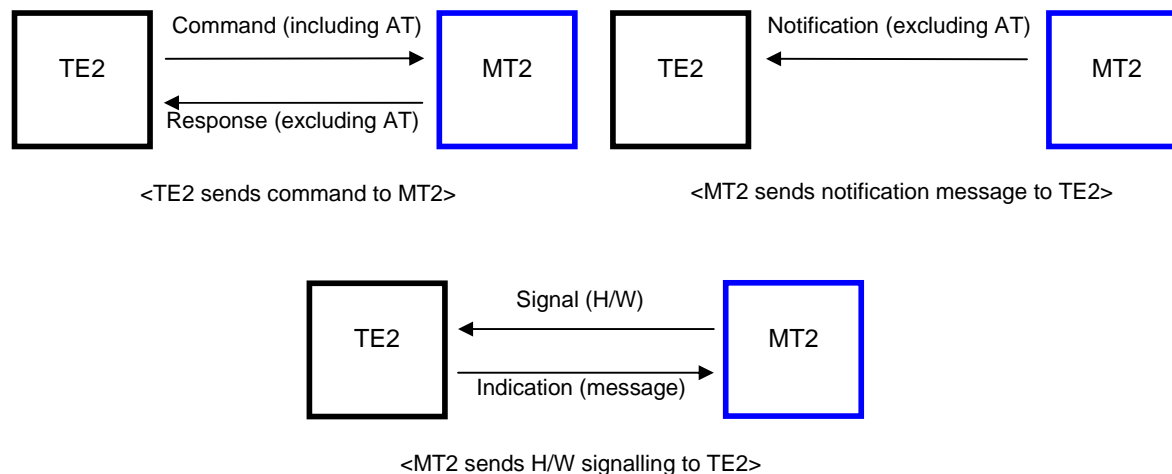 Command (including AT)
TE2
MT2
Response (excluding AT)
<TE2 sends command to MT2>
Notification (excluding AT)
TE2
MT2
<MT2 sends notification message to TE2>
Signal (H/W)
TE2
MT2
Indication (message)
<MT2 sends H/W signalling to TE2>